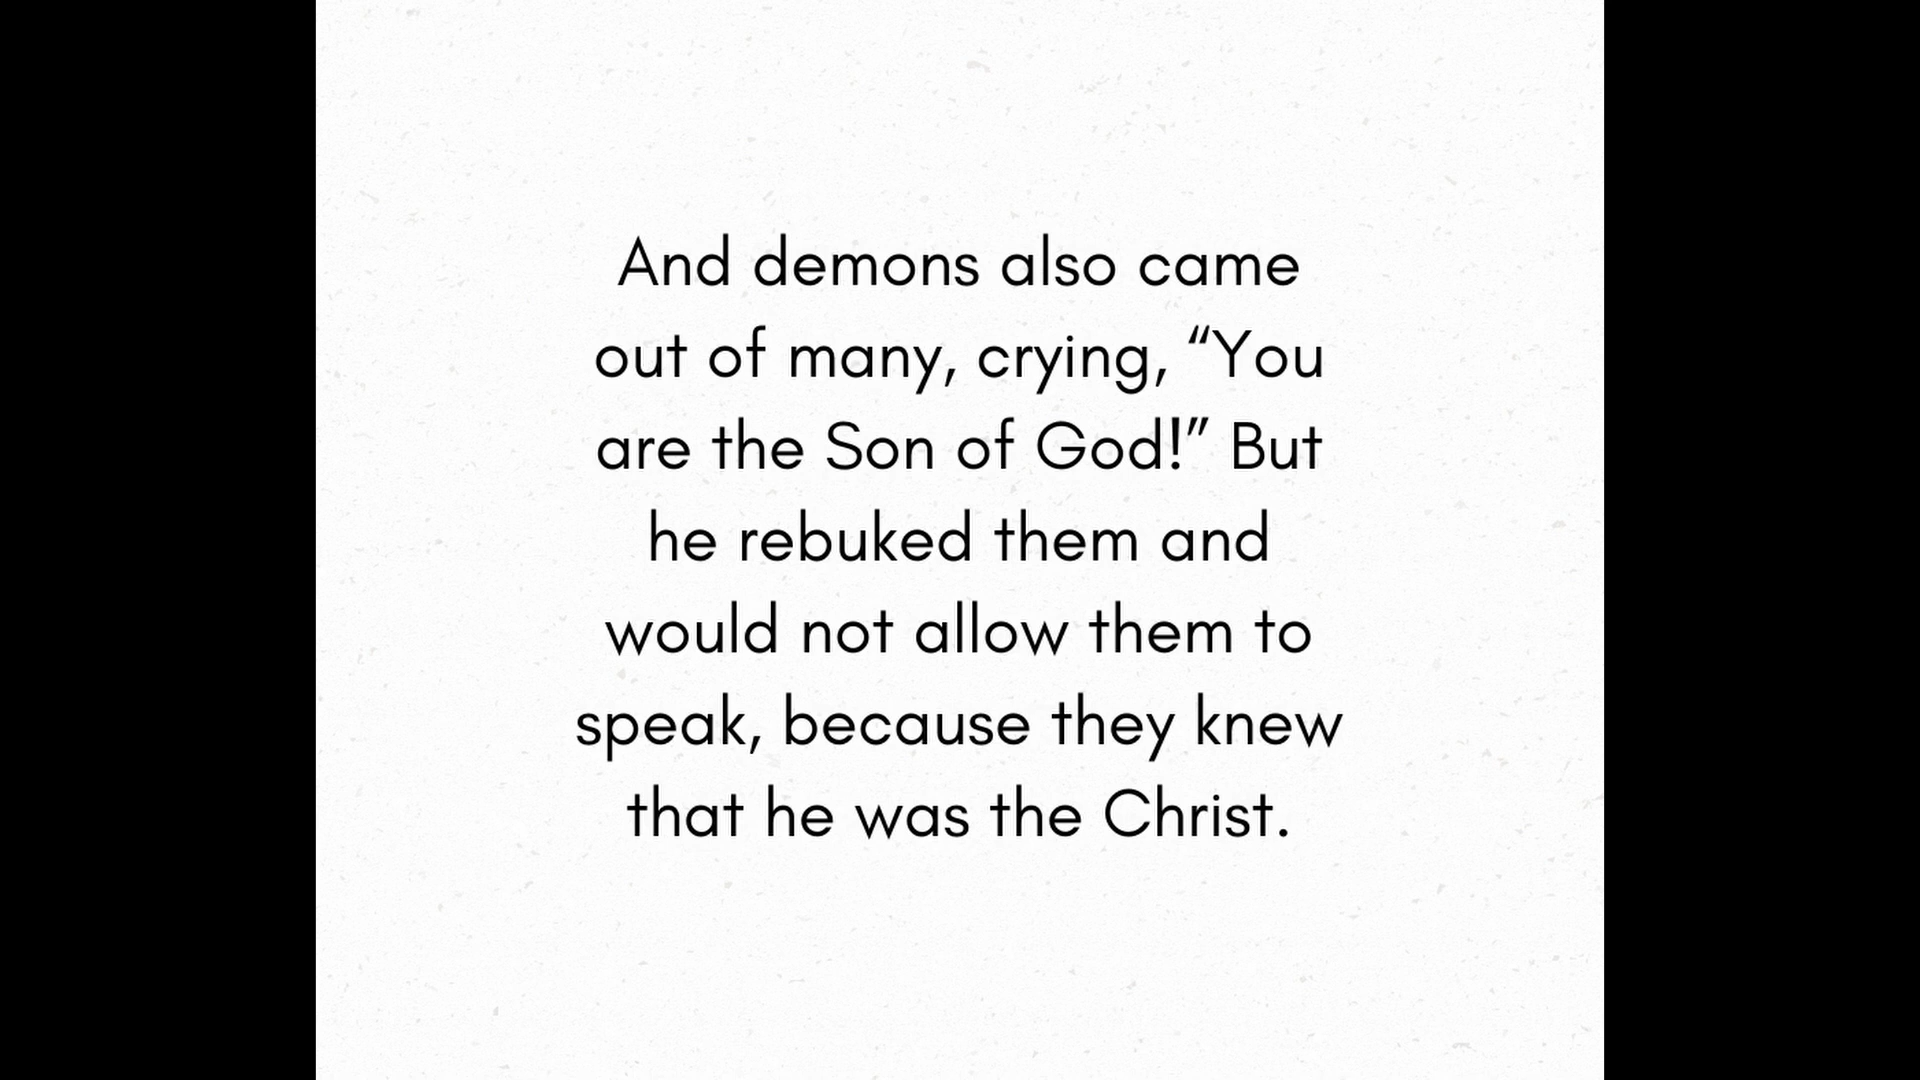 And demons also came
out of many, crying, “You
are the Son of God!” But
he rebuked them and
would not allow them to
speak, because they knew
that he was the Christ.